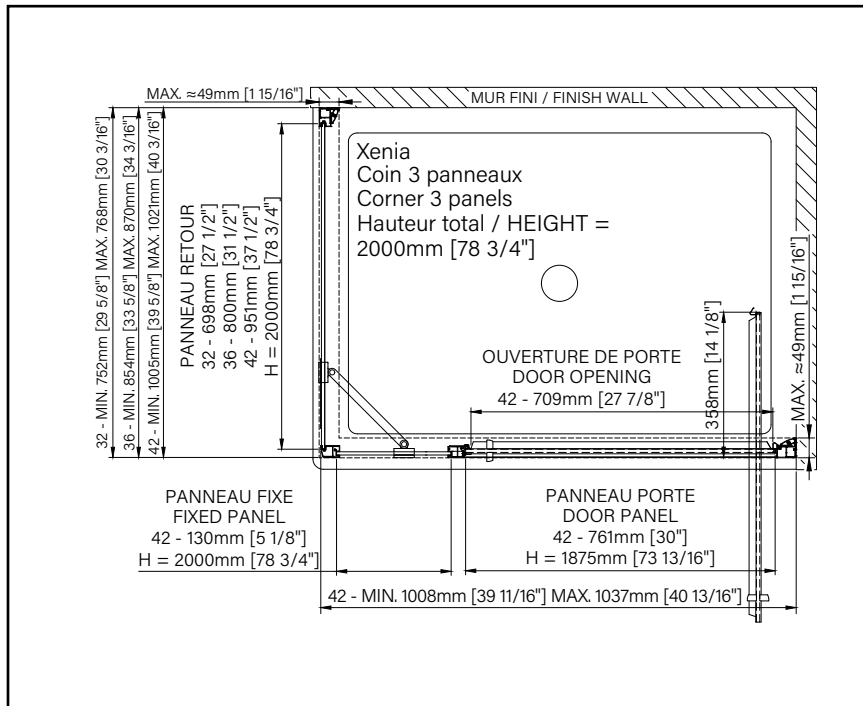 MAX. ≈49mm [1 15/16"]
MUR FINI / FINISH WALL
32 - MIN. 752mm [29 5/8"] MAX. 768mm [30 3/16"]
36 - MIN. 854mm [33 5/8"] MAX. 870mm [34 3/16"]
42 - MIN. 1005mm [39 5/8"] MAX. 1021mm [40 3/16"]
PANNEAU RETOUR
32 - 698mm [27 1/2"]
36 - 800mm [31 1/2"]
42 - 951mm [37 1/2"]
H = 2000mm [78 3/4"]
Xenia
Coin 3 panneaux
Corner 3 panels
Hauteur total / HEIGHT =
2000mm [78 3/4"]
OUVERTURE DE PORTE
DOOR OPENING
42 - 709mm [27 7/8"]
358mm [14 1/8"]
MAX. ≈49mm [1 15/16"]
PANNEAU FIXE
FIXED PANEL
42 - 130mm [5 1/8"]
H = 2000mm [78 3/4"]
PANNEAU PORTE
DOOR PANEL
42 - 761mm [30"]
H = 1875mm [73 13/16"]
42 - MIN. 1008mm [39 11/16"] MAX. 1037mm [40 13/16"]